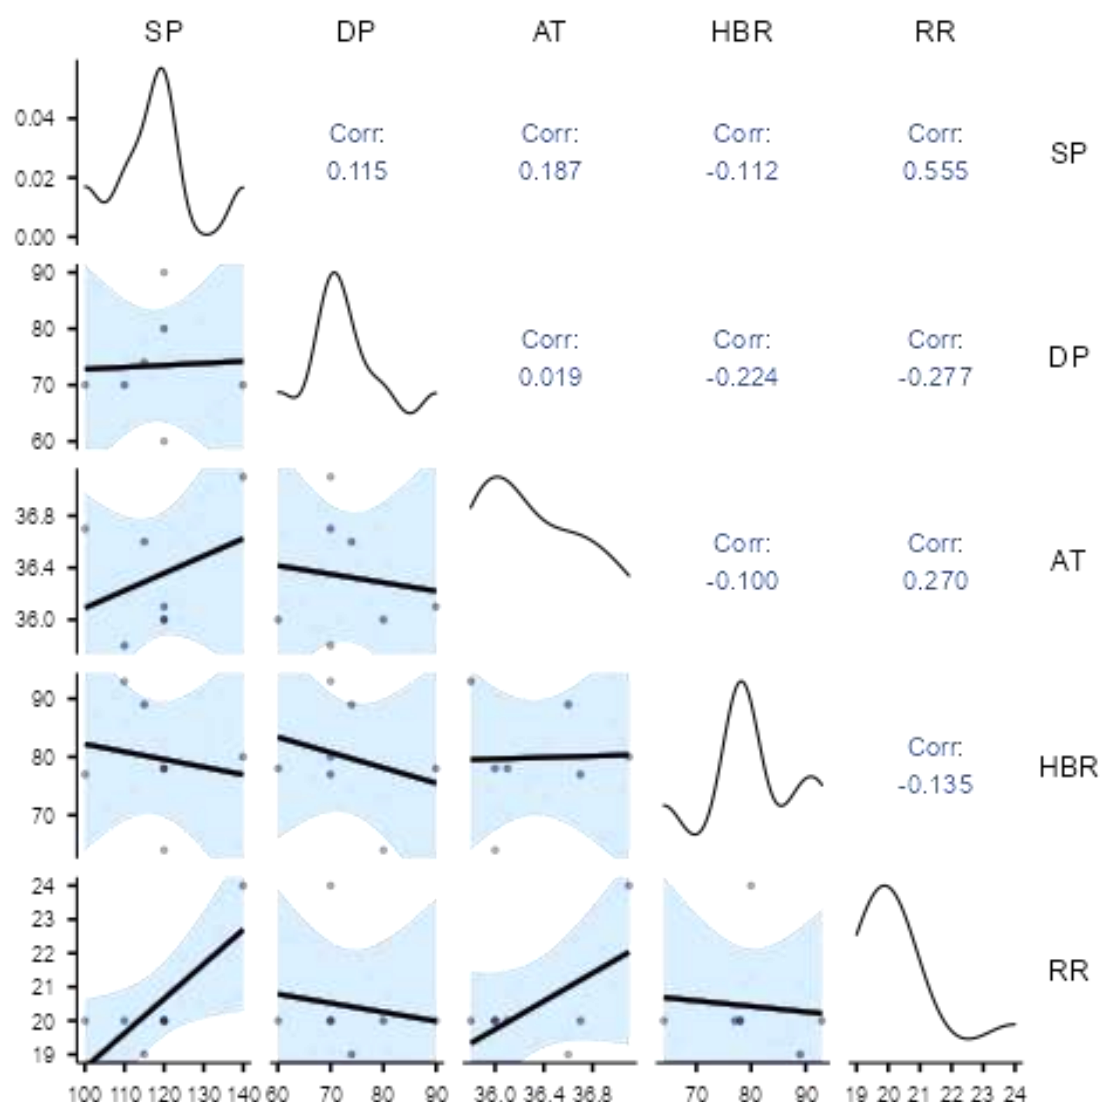 SP DP AT HBR RR
0.04
0.02
0.00
Corr:
0.115
Corr:
0.187
Corr:
-0.112
Corr:
0.555
SP
90
80
70
60
Corr:
0.019
Corr:
-0.224
Corr:
-0.277
DP
36.8
36.4
36.0
Corr:
-0.100
Corr:
0.270
AT
90
80
70
Corr:
-0.135
HBR
24
23
22
21
20
19
RR
100 110 120 130 140 60 70 80 90 36.0 36.4 36.8 70 80 90 19 20 21 22 23 24